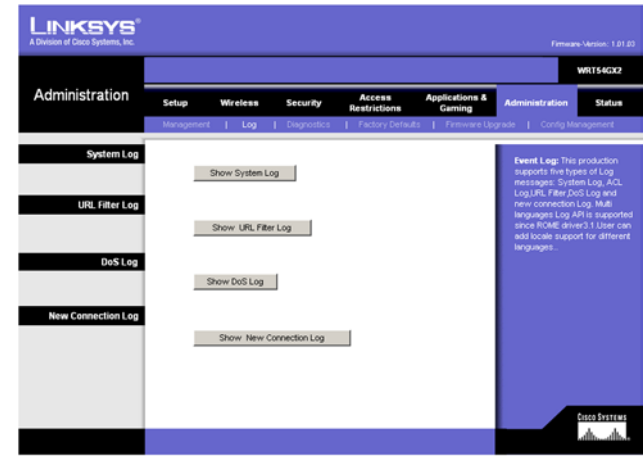 LINKSYS®
A Division of Cisco Systems, Inc.
Firmware-Version: 1.01.03
WRT54GX2
Administration
Setup Wireless Security Access Restrictions Applications & Gaming Administration Status
Management | Log | Diagnostics | Factory Defaults | Firmware Upgrade | Config Management
System Log
Show System Log
URL Filter Log
Show URL Filter Log
DoS Log
Show DoS Log
New Connection Log
Show New Connection Log
Event Log: This production
supports five types of Log
messages: System Log, ACL
Log,URL Filter,DoS Log and
new connection Log. Multi
languages Log API is supported
since ROME driver3.1.User can
add locale support for different
languages..
CISCO SYSTEMS